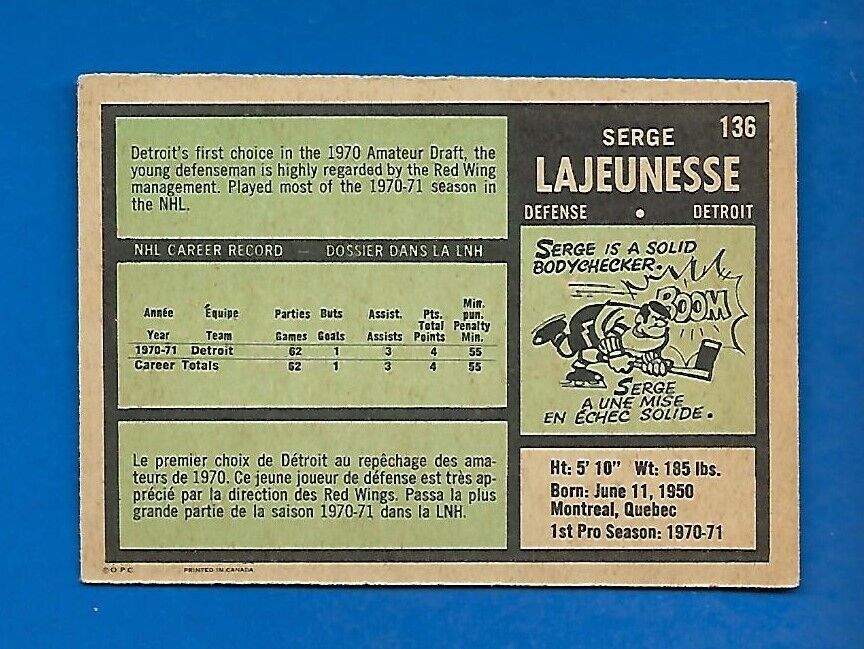 136
SERGE
LAJEUNESSE
DEFENSE • DETROIT
Detroit's first choice in the 1970 Amateur Draft, the
young defenseman is highly regarded by the Red Wing
management. Played most of the 1970-71 season in
the NHL.
NHL CAREER RECORD — DOSSIER DANS LA LNH
Année Équipe Parties Buts Assist. Pts. Min. pun.
Year Team Games Goals Assists Total Points Penalty Min.
1970-71 Detroit 62 1 3 4 55
Career Totals 62 1 3 4 55
Le premier choix de Détroit au repêchage des ama-
teurs de 1970. Ce jeune joueur de défense est très ap-
précié par la direction des Red Wings. Passa la plus
grande partie de la saison 1970-71 dans la LNH.
SERGE IS A SOLID
BODYCHECKER.
BOOM
SERGE
A UNE MISE
EN ÉCHEC SOLIDE.
Ht: 5' 10" Wt: 185 lbs.
Born: June 11, 1950
Montreal, Quebec
1st Pro Season: 1970-71
© O.P.C. PRINTED IN CANADA